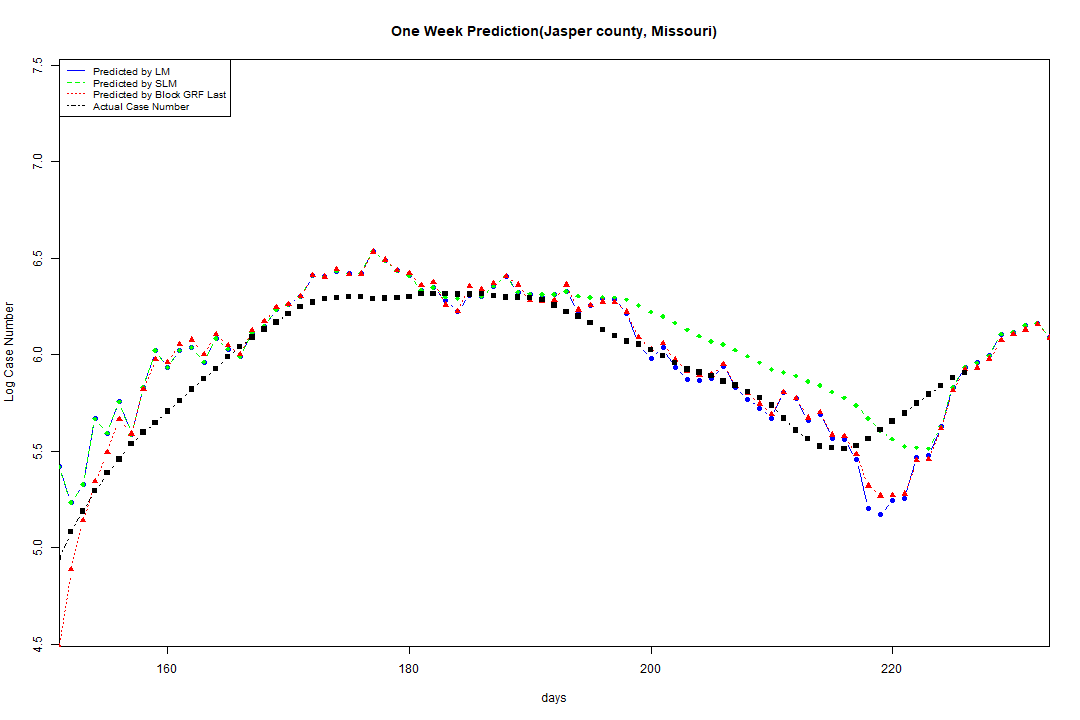 One Week Prediction(Jasper county, Missouri)
Predicted by LM
Predicted by SLM
Predicted by Block GRF Last
Actual Case Number
7.5
7.0
6.5
6.0
5.5
5.0
4.5
Log Case Number
160 180 200 220
days